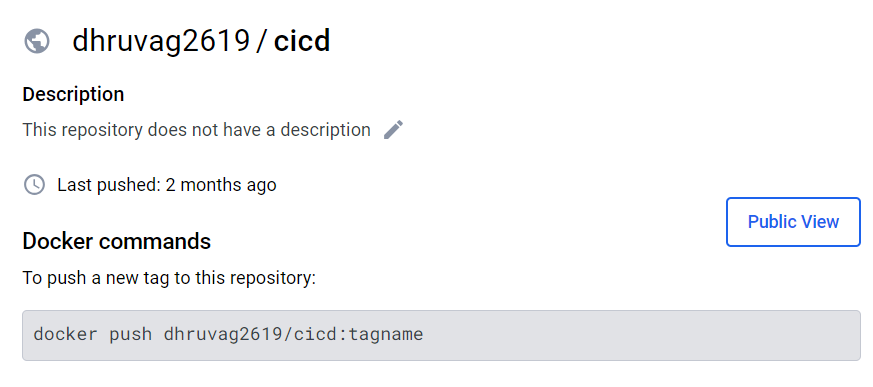 dhruvag2619 / cicd
Description
This repository does not have a description
Last pushed: 2 months ago
Public View
Docker commands
To push a new tag to this repository:
docker push dhruvag2619/cicd:tagname